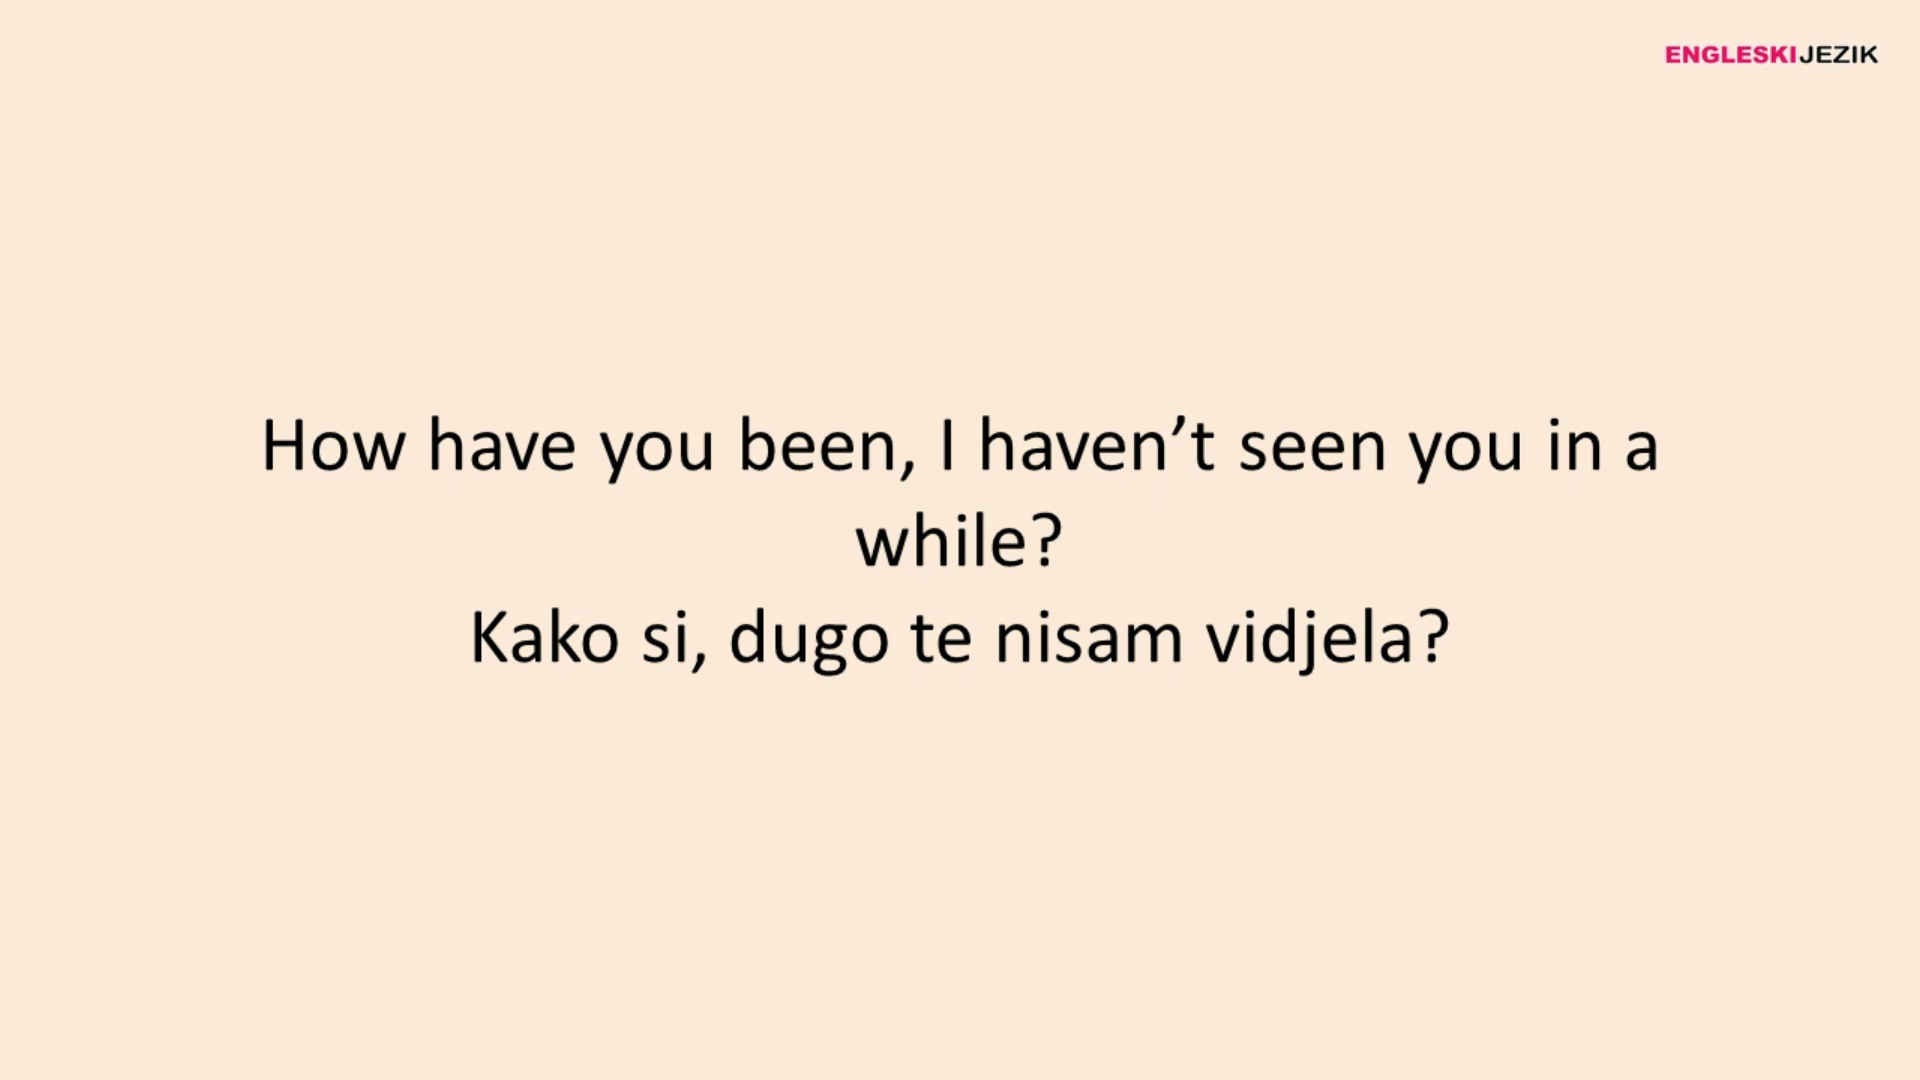 ENGLESKIJEZIK
How have you been, I haven’t seen you in a
while?
Kako si, dugo te nisam vidjela?